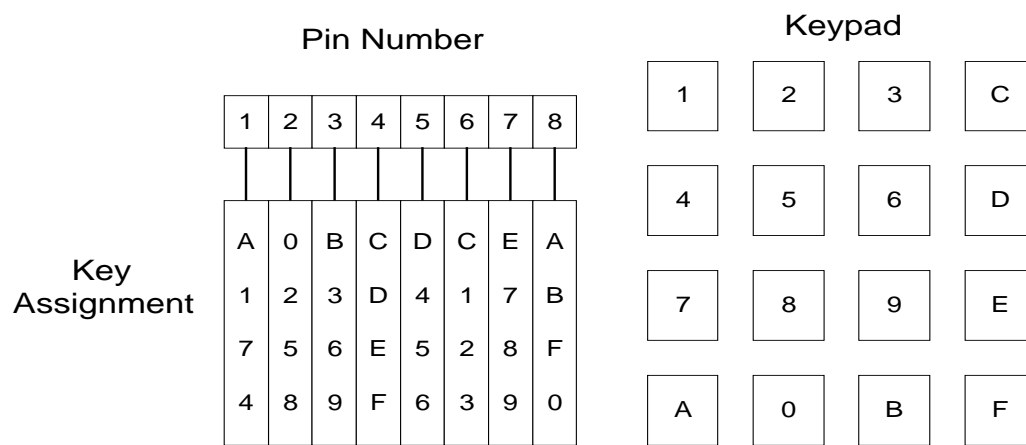 Pin Number
1 2 3 4 5 6 7 8
A 0 B C D C E A
1 2 3 D 4 1 7 B
7 5 6 E 5 2 8 F
4 8 9 F 6 3 9 0
Key
Assignment
Keypad
1 2 3 C
4 5 6 D
7 8 9 E
A 0 B F